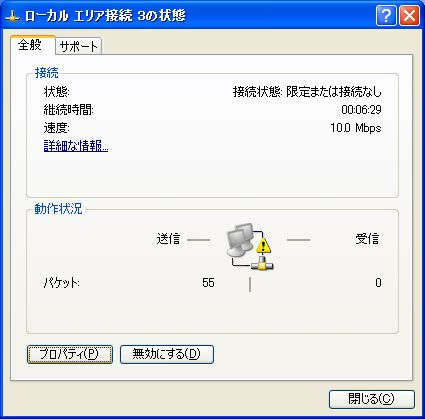 ローカル エリア接続 3の状態
全般
サポート
接続
状態: 接続状態: 限定または接続なし
継続時間: 00:06:29
速度: 10.0 Mbps
詳細な情報...
動作状況
送信 受信
パケット: 55 0
プロパティ(P) 無効にする(D)
閉じる(C)